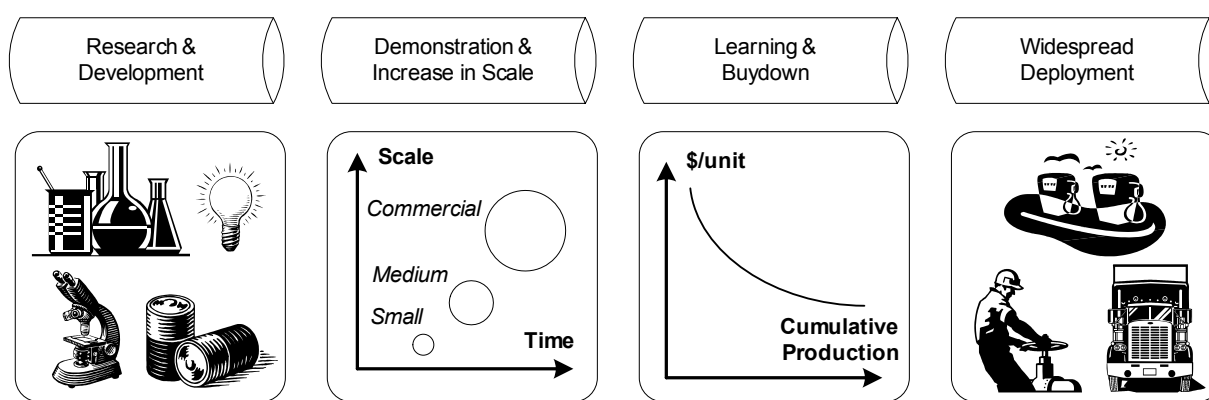 Research &
Development
Demonstration &
Increase in Scale
Learning &
Buydown
Widespread
Deployment
Scale
Commercial
Medium
Small
Time
$/unit
Cumulative
Production